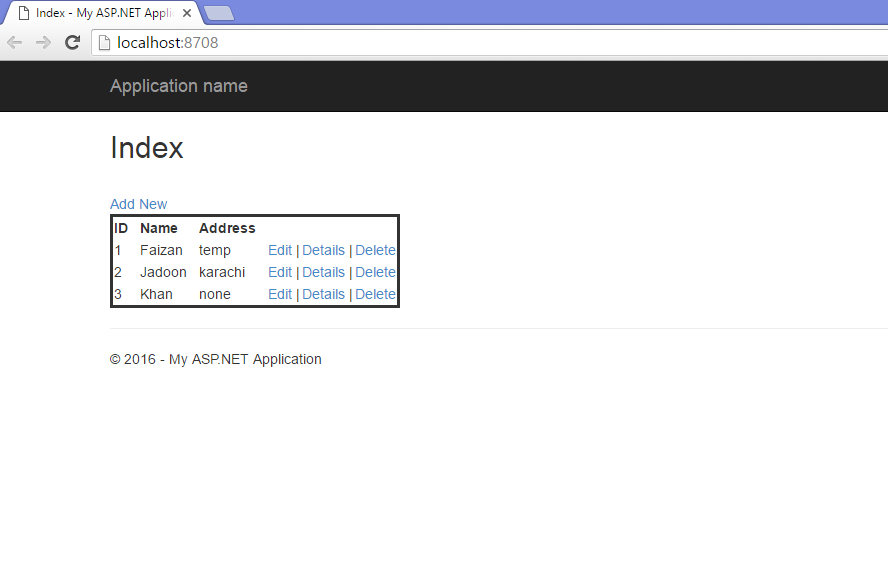 Index - My ASP.NET Appli
localhost:8708
Application name
Index
Add New
ID Name Address
1 Faizan temp Edit | Details | Delete
2 Jadoon karachi Edit | Details | Delete
3 Khan none Edit | Details | Delete
© 2016 - My ASP.NET Application